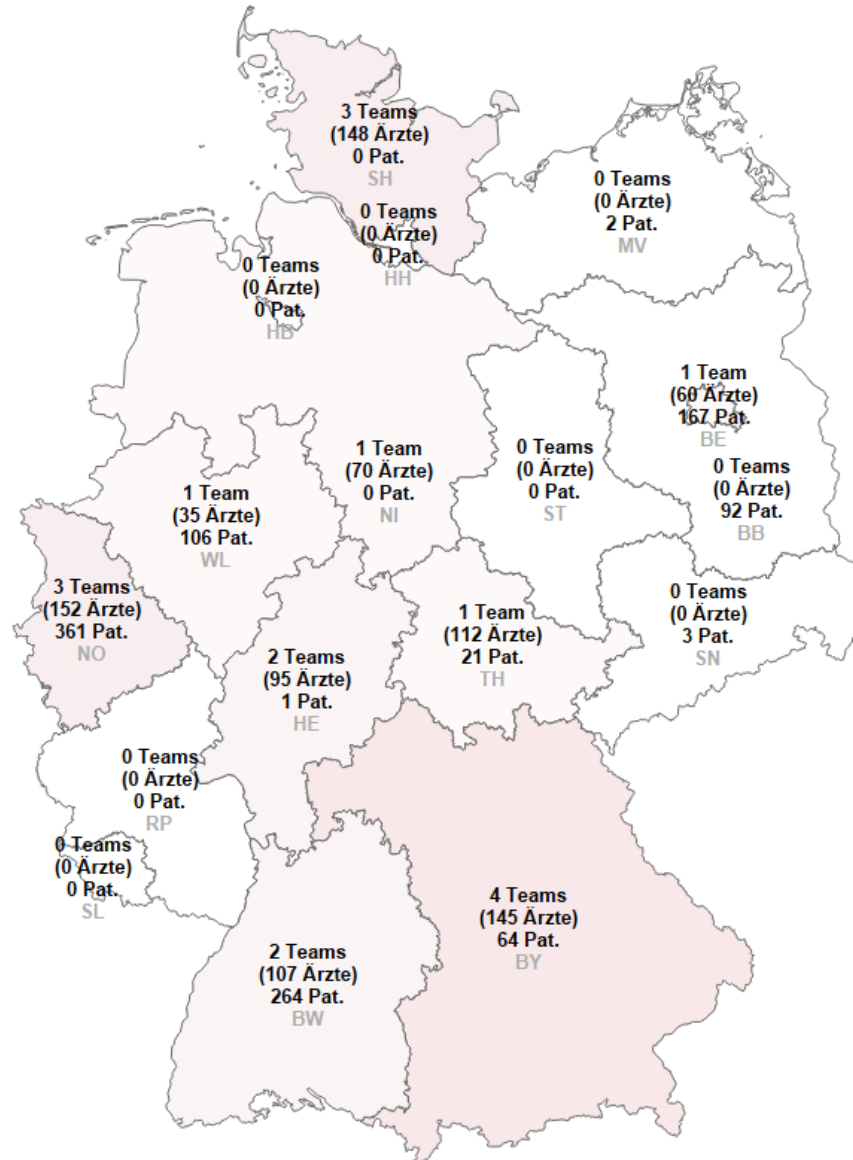 3 Teams
(148 Ärzte)
0 Pat.
SH
0 Teams
(0 Ärzte)
2 Pat.
MV
0 Teams
(0 Ärzte)
0 Pat.
HH
0 Teams
(0 Ärzte)
0 Pat.
HB
1 Team
(60 Ärzte)
167 Pat.
BE
1 Team
(70 Ärzte)
0 Pat.
NI
0 Teams
(0 Ärzte)
0 Pat.
ST
0 Teams
(0 Ärzte)
92 Pat.
BB
1 Team
(35 Ärzte)
106 Pat.
WL
3 Teams
(152 Ärzte)
361 Pat.
NO
2 Teams
(95 Ärzte)
1 Pat.
HE
1 Team
(112 Ärzte)
21 Pat.
TH
0 Teams
(0 Ärzte)
3 Pat.
SN
0 Teams
(0 Ärzte)
0 Pat.
RP
0 Teams
(0 Ärzte)
0 Pat.
SL
2 Teams
(107 Ärzte)
264 Pat.
BW
4 Teams
(145 Ärzte)
64 Pat.
BY